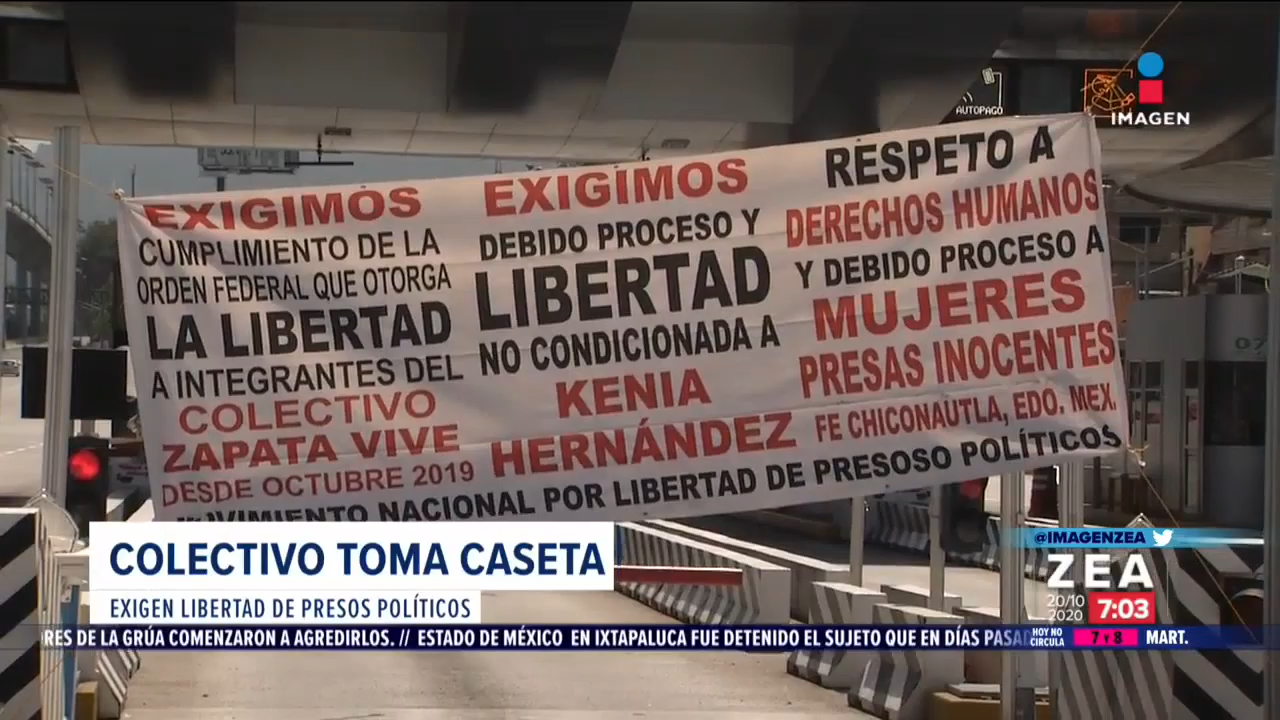 AUTOPAGO
IMAGEN
EXIGIMOS
CUMPLIMIENTO DE LA
ORDEN FEDERAL QUE OTORGA
LA LIBERTAD
A INTEGRANTES DEL
COLECTIVO
ZAPATA VIVE
DESDE OCTUBRE 2019
EXIGIMOS
DEBIDO PROCESO Y
LIBERTAD
NO CONDICIONADA A
KENIA
HERNÁNDEZ
RESPETO A
DERECHOS HUMANOS
Y DEBIDO PROCESO A
MUJERES
PRESAS INOCENTES
FE CHICONAUTLA, EDO. MEX.
MOVIMIENTO NACIONAL POR LIBERTAD DE PRESOSO POLÍTICOS
07
COLECTIVO TOMA CASETA
EXIGEN LIBERTAD DE PRESOS POLÍTICOS
@IMAGENZEA
ZEA
20/10
2020
7:03
RES DE LA GRÚA COMENZARON A AGREDIRLOS. // ESTADO DE MÉXICO EN IXTAPALUCA FUE DETENIDO EL SUJETO QUE EN DÍAS PASAD
HOY NO
CIRCULA
7 Y 8
MART.